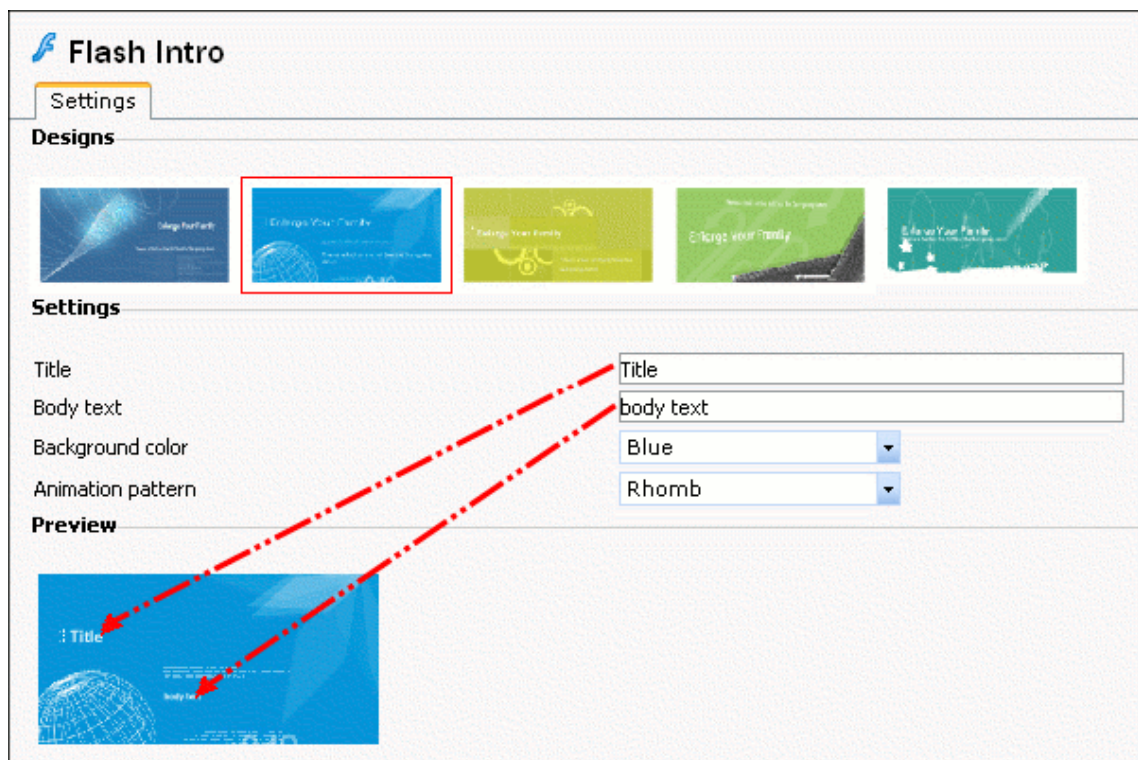 Flash Intro
Settings
Designs
Enlarge Your Family
Enlarge Your Family
Enlarge Your Family
Enlarge Your Family
Enlarge Your Family
Settings
Title Title
Body text body text
Background color Blue
Animation pattern Rhomb
Preview
Title
body text